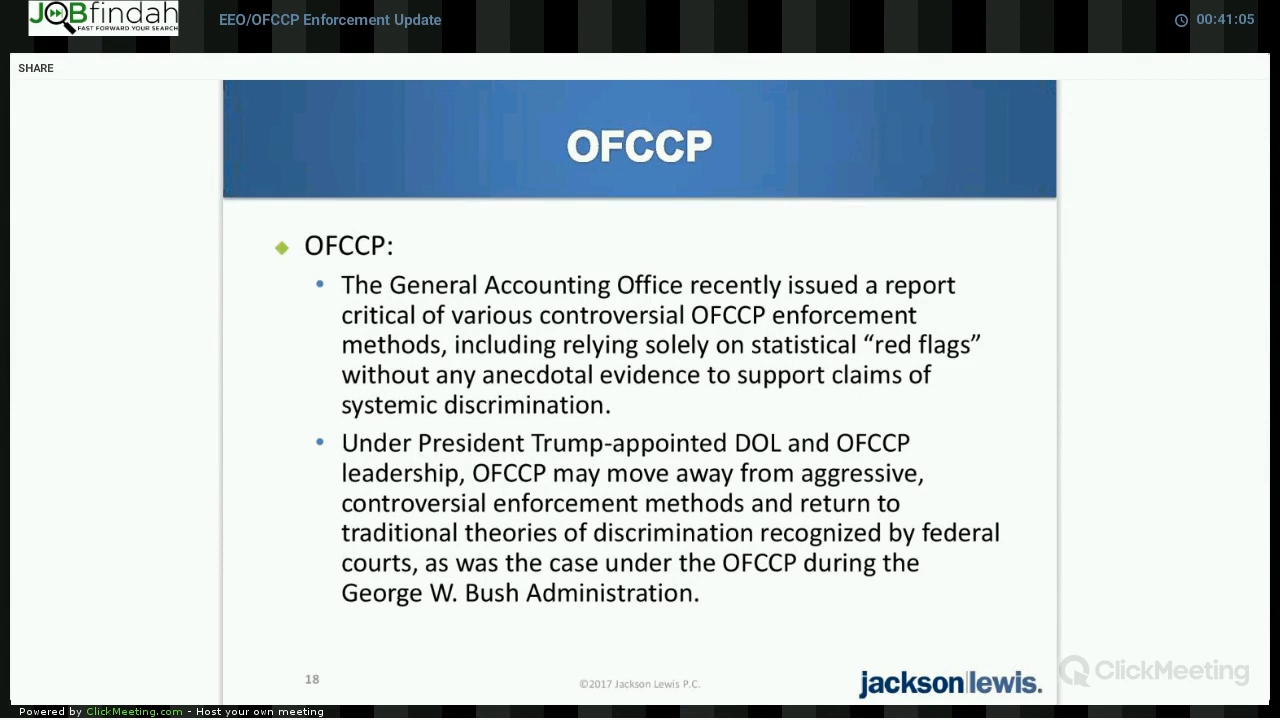 JOBfindah
FAST FORWARD YOUR SEARCH
EEO/OFCCP Enforcement Update
00:41:05
SHARE
OFCCP
OFCCP:
The General Accounting Office recently issued a report
critical of various controversial OFCCP enforcement
methods, including relying solely on statistical “red flags”
without any anecdotal evidence to support claims of
systemic discrimination.
Under President Trump-appointed DOL and OFCCP
leadership, OFCCP may move away from aggressive,
controversial enforcement methods and return to
traditional theories of discrimination recognized by federal
courts, as was the case under the OFCCP during the
George W. Bush Administration.
18
©2017 Jackson Lewis P.C.
jackson|lewis.
ClickMeeting
Powered by ClickMeeting.com - Host your own meeting